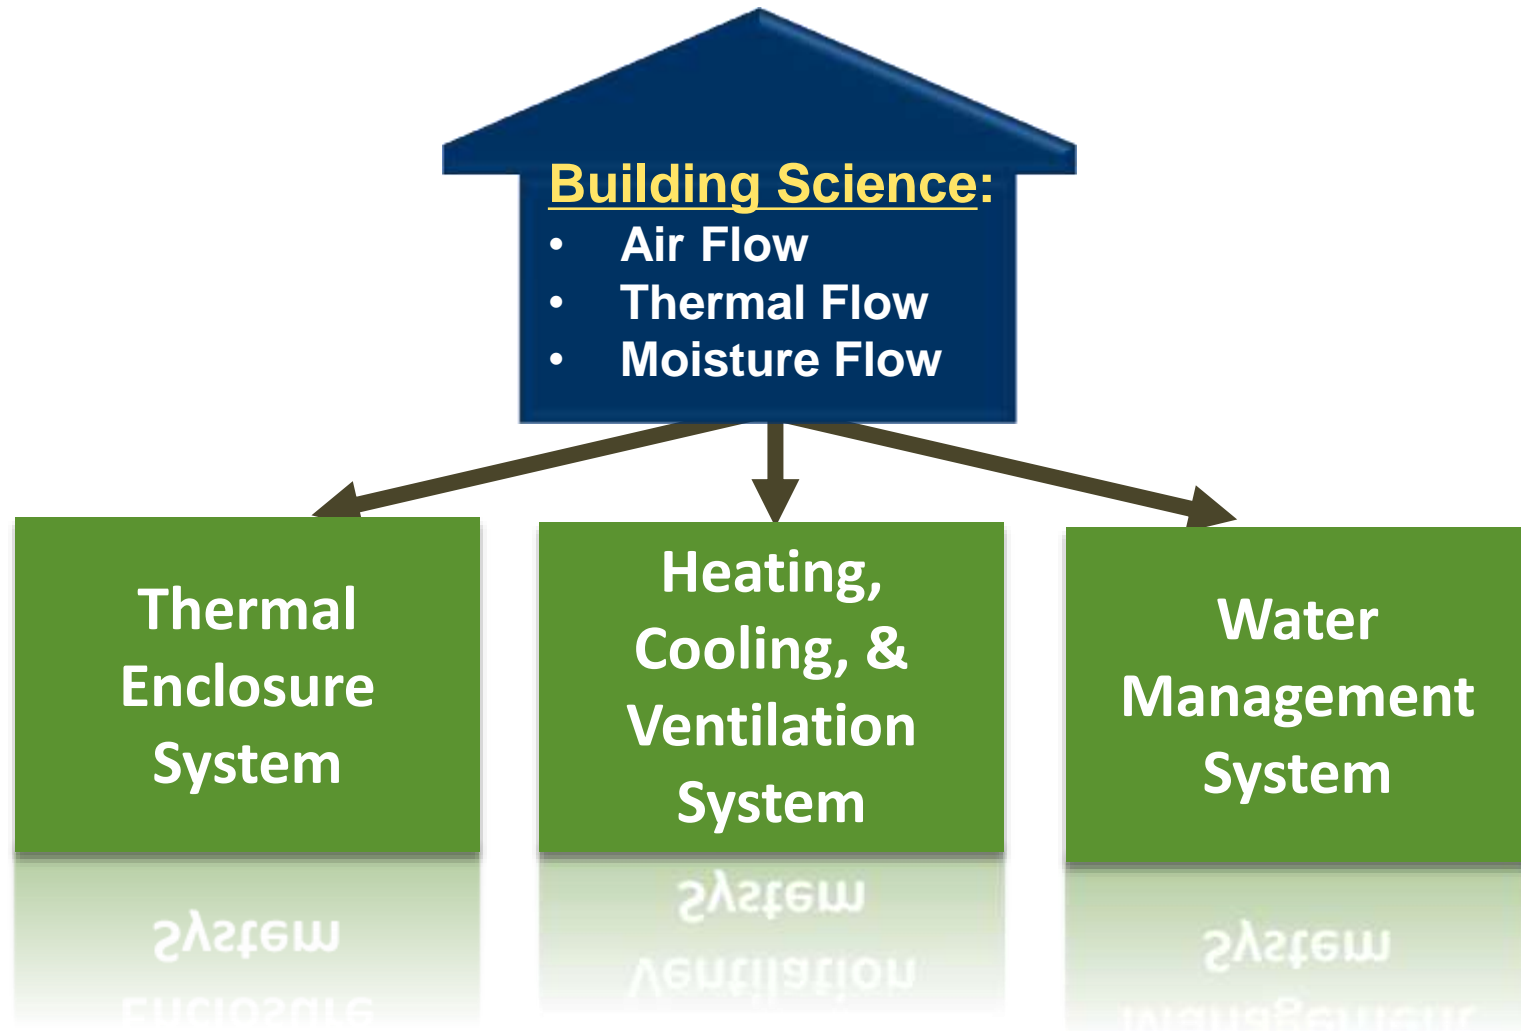 Building Science:
• Air Flow
• Thermal Flow
• Moisture Flow
Thermal
Enclosure
System
Heating,
Cooling, &
Ventilation
System
Water
Management
System